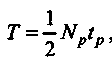 T = 1/2 N_p t_p ,